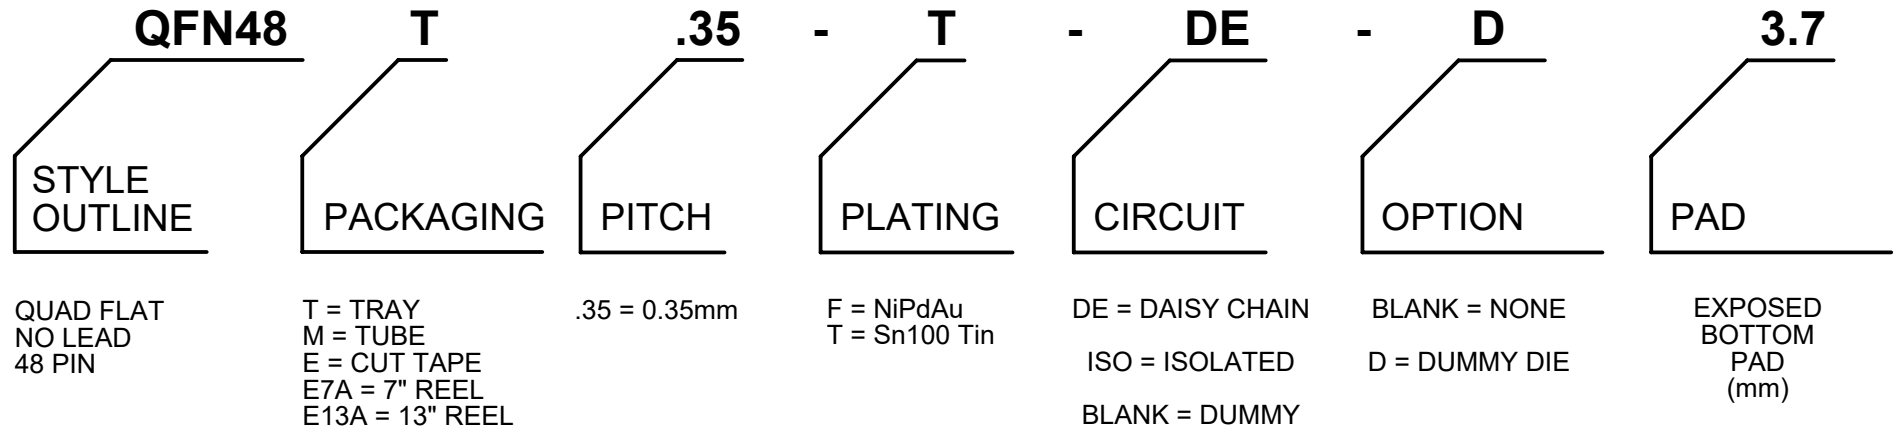 QFN48 T .35 - T - DE - D 3.7
STYLE
OUTLINE
PACKAGING
PITCH
PLATING
CIRCUIT
OPTION
PAD
QUAD FLAT
NO LEAD
48 PIN
T = TRAY
M = TUBE
E = CUT TAPE
E7A = 7" REEL
E13A = 13" REEL
.35 = 0.35mm
F = NiPdAu
T = Sn100 Tin
DE = DAISY CHAIN
ISO = ISOLATED
BLANK = DUMMY
BLANK = NONE
D = DUMMY DIE
EXPOSED
BOTTOM
PAD
(mm)